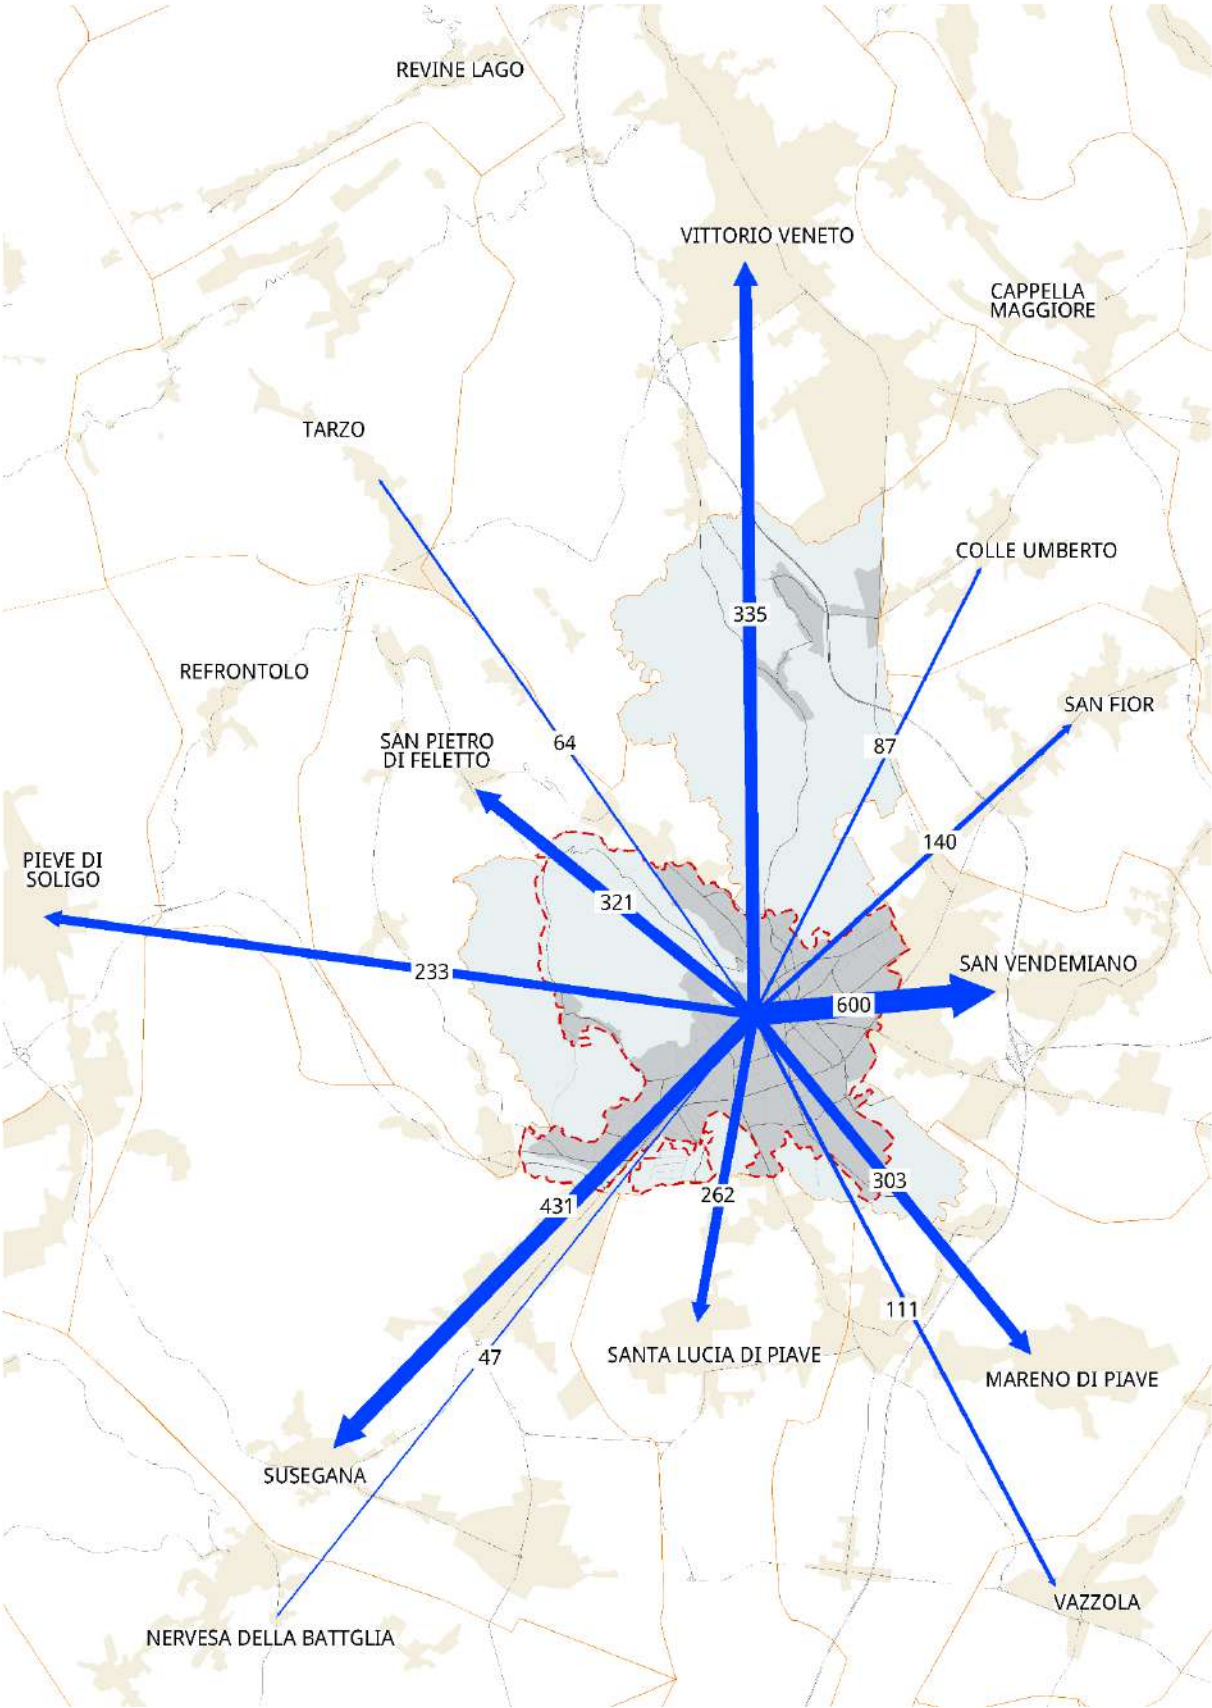 REVINE LAGO
VITTORIO VENETO
CAPPELLA
MAGGIORE
TARZO
COLLE UMBERTO
335
REFRONTOLO
SAN FIOR
SAN PIETRO
DI FELETTO
64
87
140
PIEVE DI
SOLIGO
321
233
SAN VENDEMIANO
600
303
262
431
111
47
SANTA LUCIA DI PIAVE
MARENO DI PIAVE
SUSEGANA
VAZZOLA
NERVESA DELLA BATTGLIA